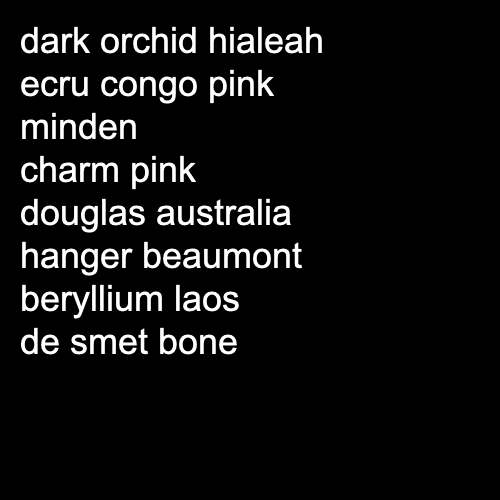 dark orchid hialeah
ecru congo pink
minden
charm pink
douglas australia
hanger beaumont
beryllium laos
de smet bone